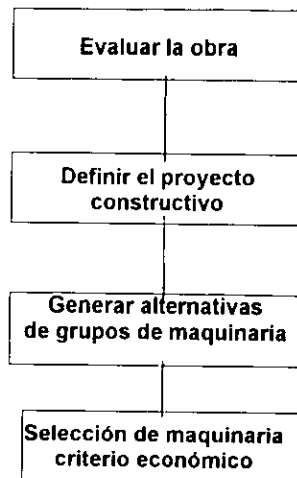 Evaluar la obra
Definir el proyecto
constructivo
Generar alternativas
de grupos de maquinaria
Selección de maquinaria
criterio económico